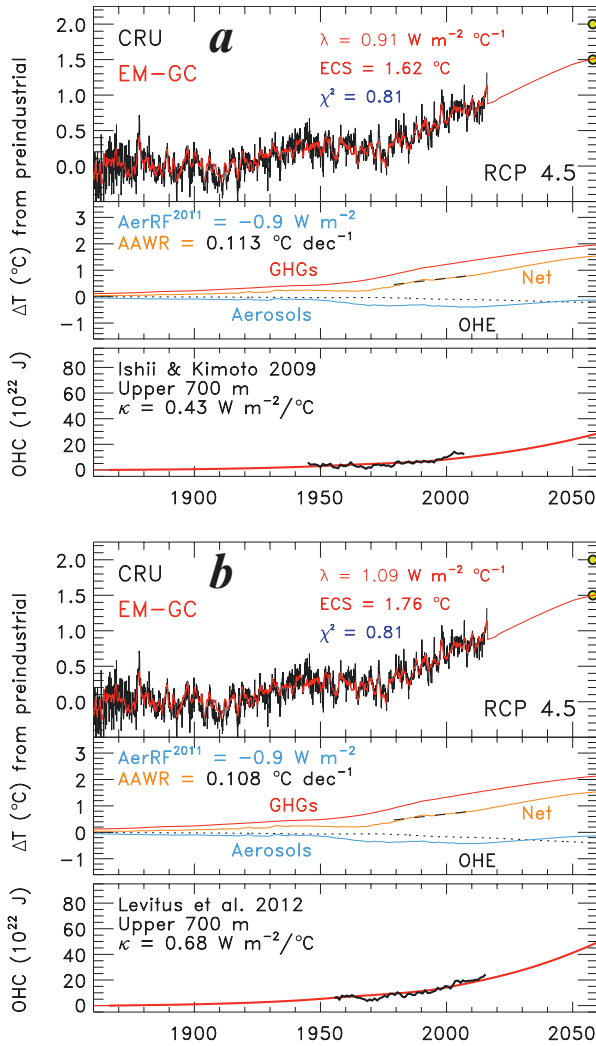 CRU a λ = 0.91 W m⁻² °C⁻¹
EM-GC ECS = 1.62 °C
χ² = 0.81
RCP 4.5
2.0
1.5
1.0
0.5
0.0
ΔT (°C) from preindustrial
AerRF²⁰¹¹ = −0.9 W m⁻²
AAWR = 0.113 °C dec⁻¹
GHGs
Net
Aerosols
OHE
3
2
1
0
−1
Ishii & Kimoto 2009
Upper 700 m
κ = 0.43 W m⁻²/°C
OHC (10²² J)
80
60
40
20
0
1900 1950 2000 2050
CRU b λ = 1.09 W m⁻² °C⁻¹
EM-GC ECS = 1.76 °C
χ² = 0.81
RCP 4.5
2.0
1.5
1.0
0.5
0.0
ΔT (°C) from preindustrial
AerRF²⁰¹¹ = −0.9 W m⁻²
AAWR = 0.108 °C dec⁻¹
GHGs
Net
Aerosols
OHE
3
2
1
0
−1
Levitus et al. 2012
Upper 700 m
κ = 0.68 W m⁻²/°C
OHC (10²² J)
80
60
40
20
0
1900 1950 2000 2050